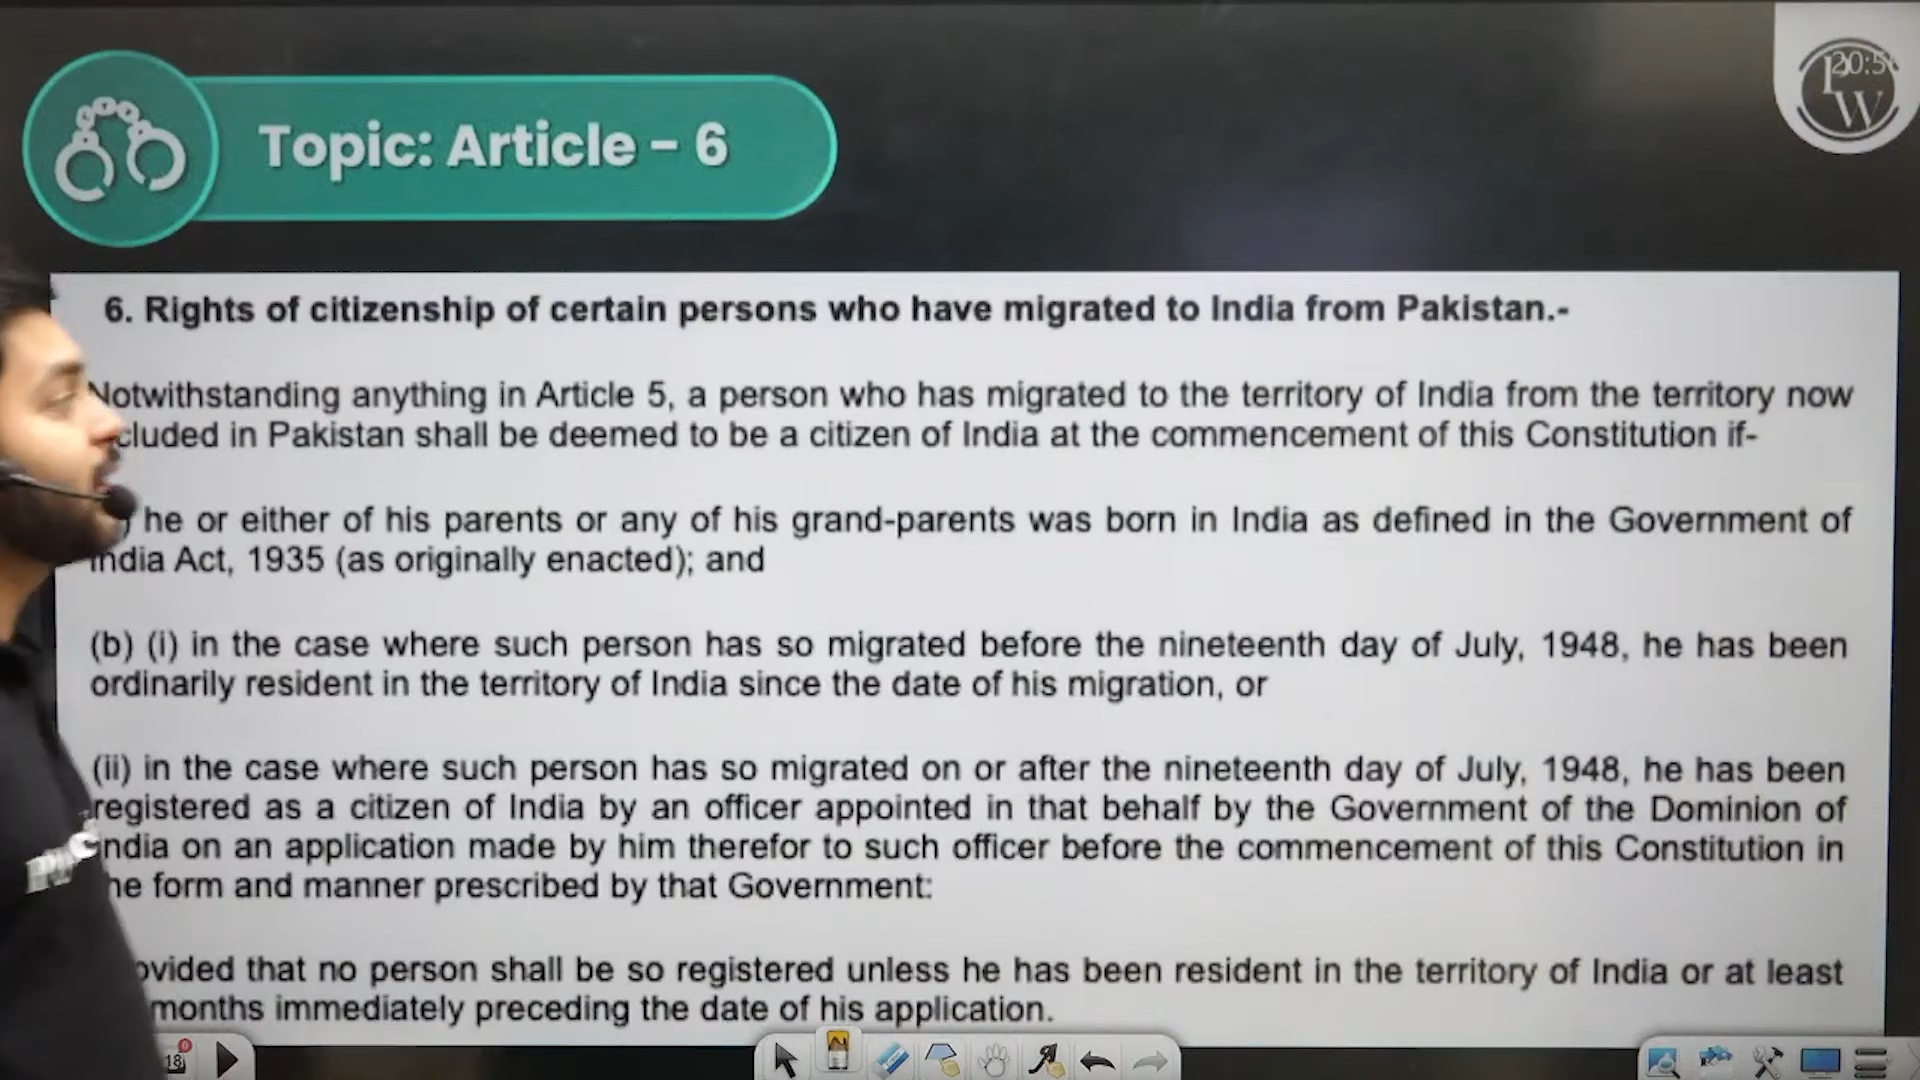 20:5
PW
Topic: Article - 6
6. Rights of citizenship of certain persons who have migrated to India from Pakistan.-
Notwithstanding anything in Article 5, a person who has migrated to the territory of India from the territory now
cluded in Pakistan shall be deemed to be a citizen of India at the commencement of this Constitution if-
) he or either of his parents or any of his grand-parents was born in India as defined in the Government of
India Act, 1935 (as originally enacted); and
(b) (i) in the case where such person has so migrated before the nineteenth day of July, 1948, he has been
ordinarily resident in the territory of India since the date of his migration, or
(ii) in the case where such person has so migrated on or after the nineteenth day of July, 1948, he has been
registered as a citizen of India by an officer appointed in that behalf by the Government of the Dominion of
India on an application made by him therefor to such officer before the commencement of this Constitution in
he form and manner prescribed by that Government:
ovided that no person shall be so registered unless he has been resident in the territory of India or at least
months immediately preceding the date of his application.
18
0